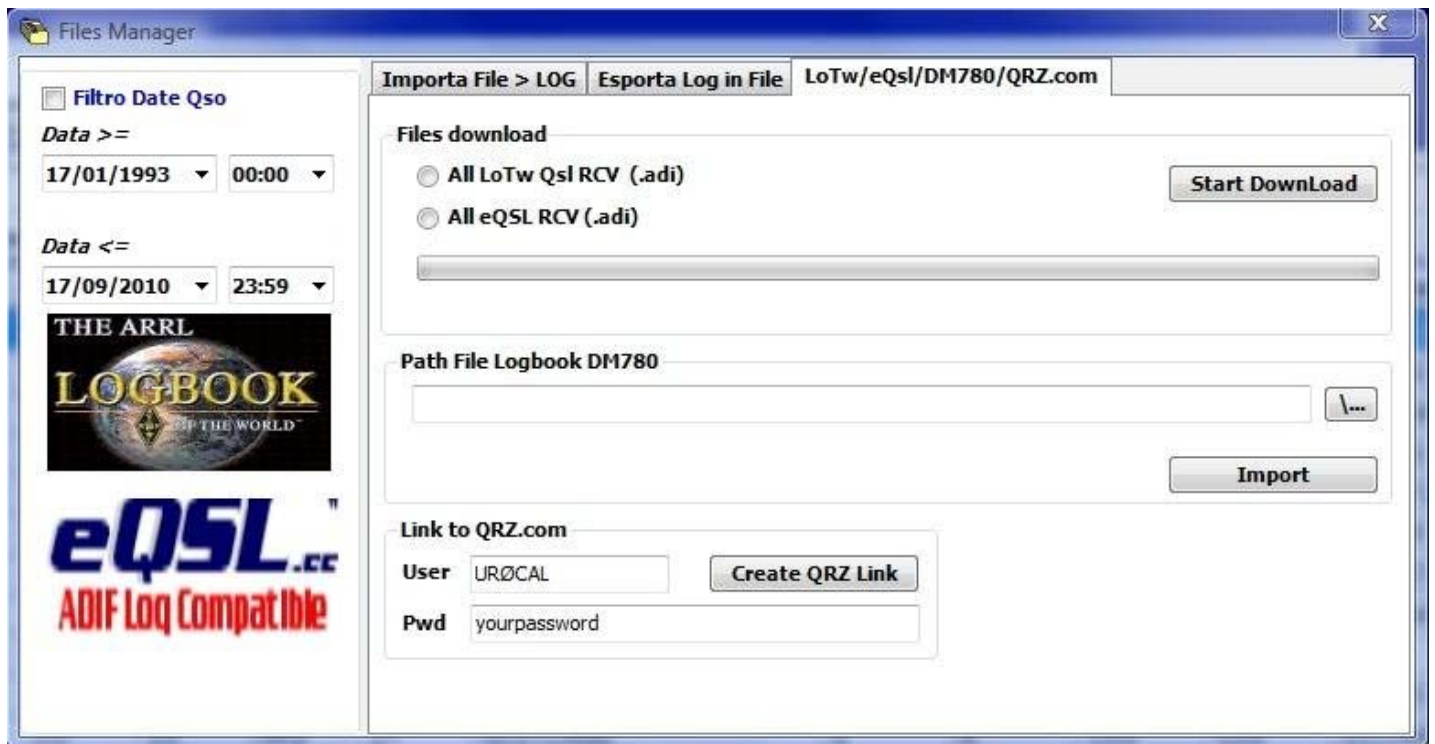 Files Manager
Filtro Date Qso
Data >=
17/01/1993 00:00
Data <=
17/09/2010 23:59
THE ARRL
LOGBOOK
OF THE WORLD
eQSL.cc
ADIF Log Compatible
Importa File > LOG Esporta Log in File LoTw/eQsl/DM780/QRZ.com
Files download
All LoTw Qsl RCV (.adi)
Start DownLoad
All eQSL RCV (.adi)
Path File Logbook DM780
\...
Import
Link to QRZ.com
User URØCAL Create QRZ Link
Pwd yourpassword